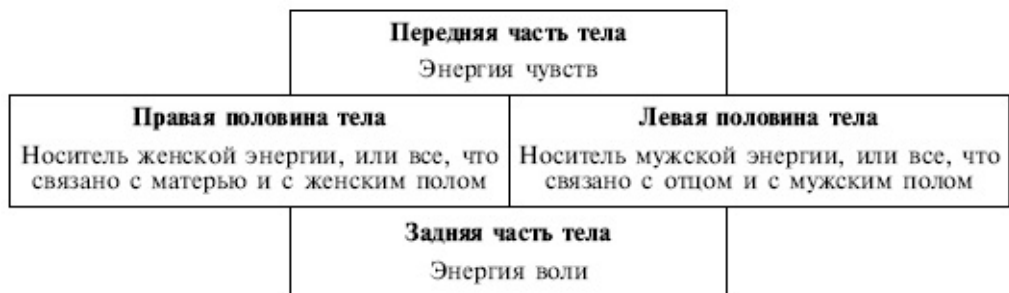 Передняя часть тела
Энергия чувств
Правая половина тела
Носитель женской энергии, или все, что
связано с матерью и с женским полом
Левая половина тела
Носитель мужской энергии, или все, что
связано с отцом и с мужским полом
Задняя часть тела
Энергия воли